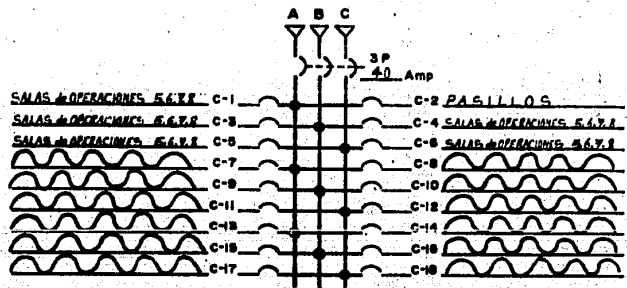 A B C
3P
40 Amp
SALAS de OPERACIONES 5.6.7.8 C-1 C-2 PASILLOS
SALAS de OPERACIONES 5.6.7.8 C-3 C-4 SALAS de OPERACIONES 5.6.7.8
SALAS de OPERACIONES 5.6.7.8 C-5 C-6 SALAS de OPERACIONES 5.6.7.8
C-7 C-8
C-9 C-10
C-11 C-12
C-13 C-14
C-15 C-16
C-17 C-18